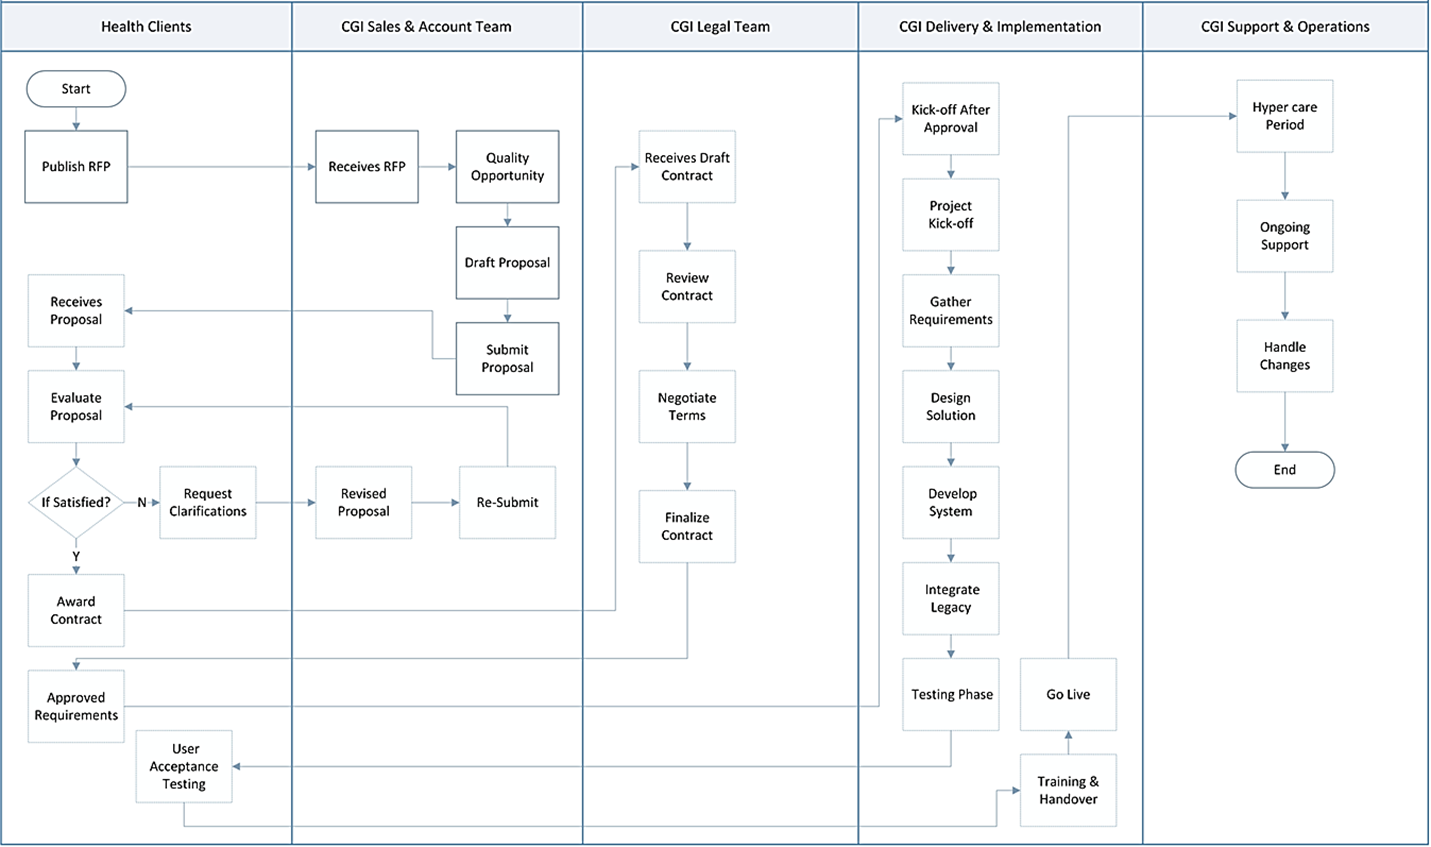 Health Clients
CGI Sales & Account Team
CGI Legal Team
CGI Delivery & Implementation
CGI Support & Operations
Start
Publish RFP
Receives
Proposal
Evaluate
Proposal
If Satisfied?
N
Request
Clarifications
Y
Award
Contract
Approved
Requirements
User
Acceptance
Testing
Receives RFP
Quality
Opportunity
Draft Proposal
Submit
Proposal
Revised
Proposal
Re-Submit
Receives Draft
Contract
Review
Contract
Negotiate
Terms
Finalize
Contract
Kick-off After
Approval
Project
Kick-off
Gather
Requirements
Design
Solution
Develop
System
Integrate
Legacy
Testing Phase
Go Live
Training &
Handover
Hyper care
Period
Ongoing
Support
Handle
Changes
End